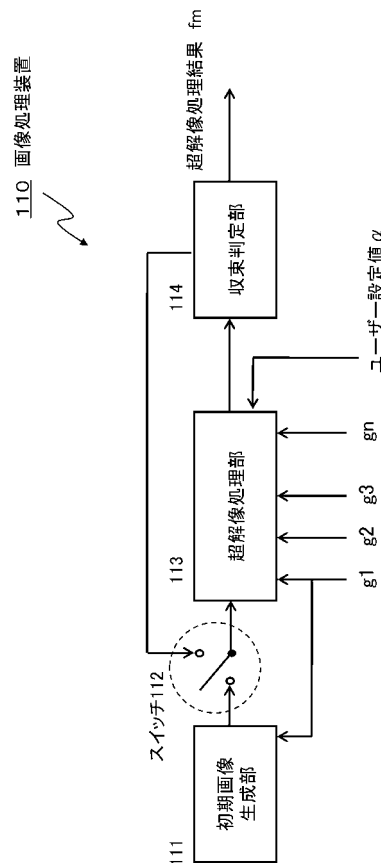 110 画像処理装置
超解像処理結果 fm
114
収束判定部
113
超解像処理部
スイッチ112
111
初期画像
生成部
g1
g2
g3
gn
ユーザー設定値α